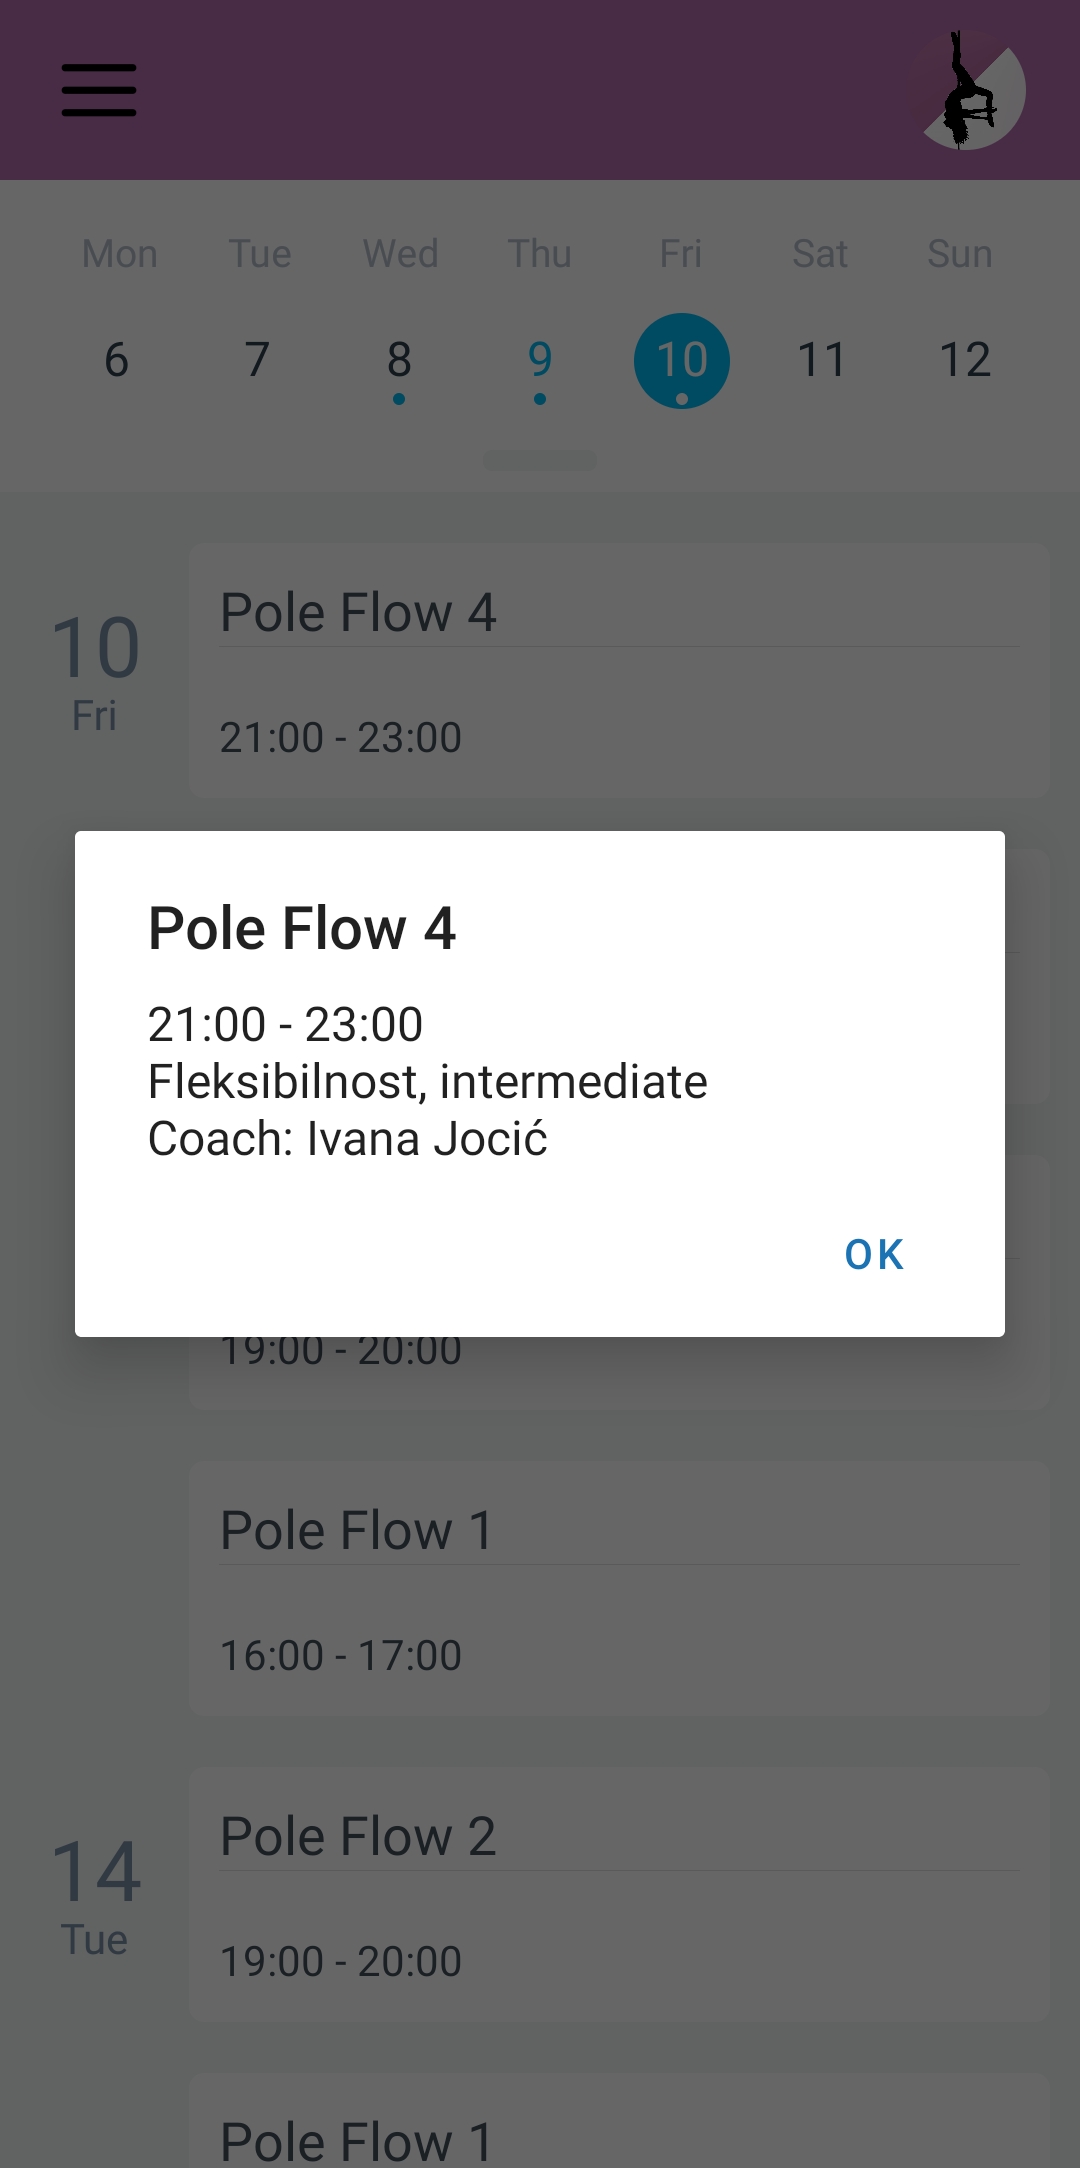 Mon Tue Wed Thu Fri Sat Sun
6 7 8 9 10 11 12
10
Fri
Pole Flow 4
21:00 - 23:00
Pole Flow 4
21:00 - 23:00
Fleksibilnost, intermediate
Coach: Ivana Jocić
OK
19:00 - 20:00
Pole Flow 1
16:00 - 17:00
14
Tue
Pole Flow 2
19:00 - 20:00
Pole Flow 1